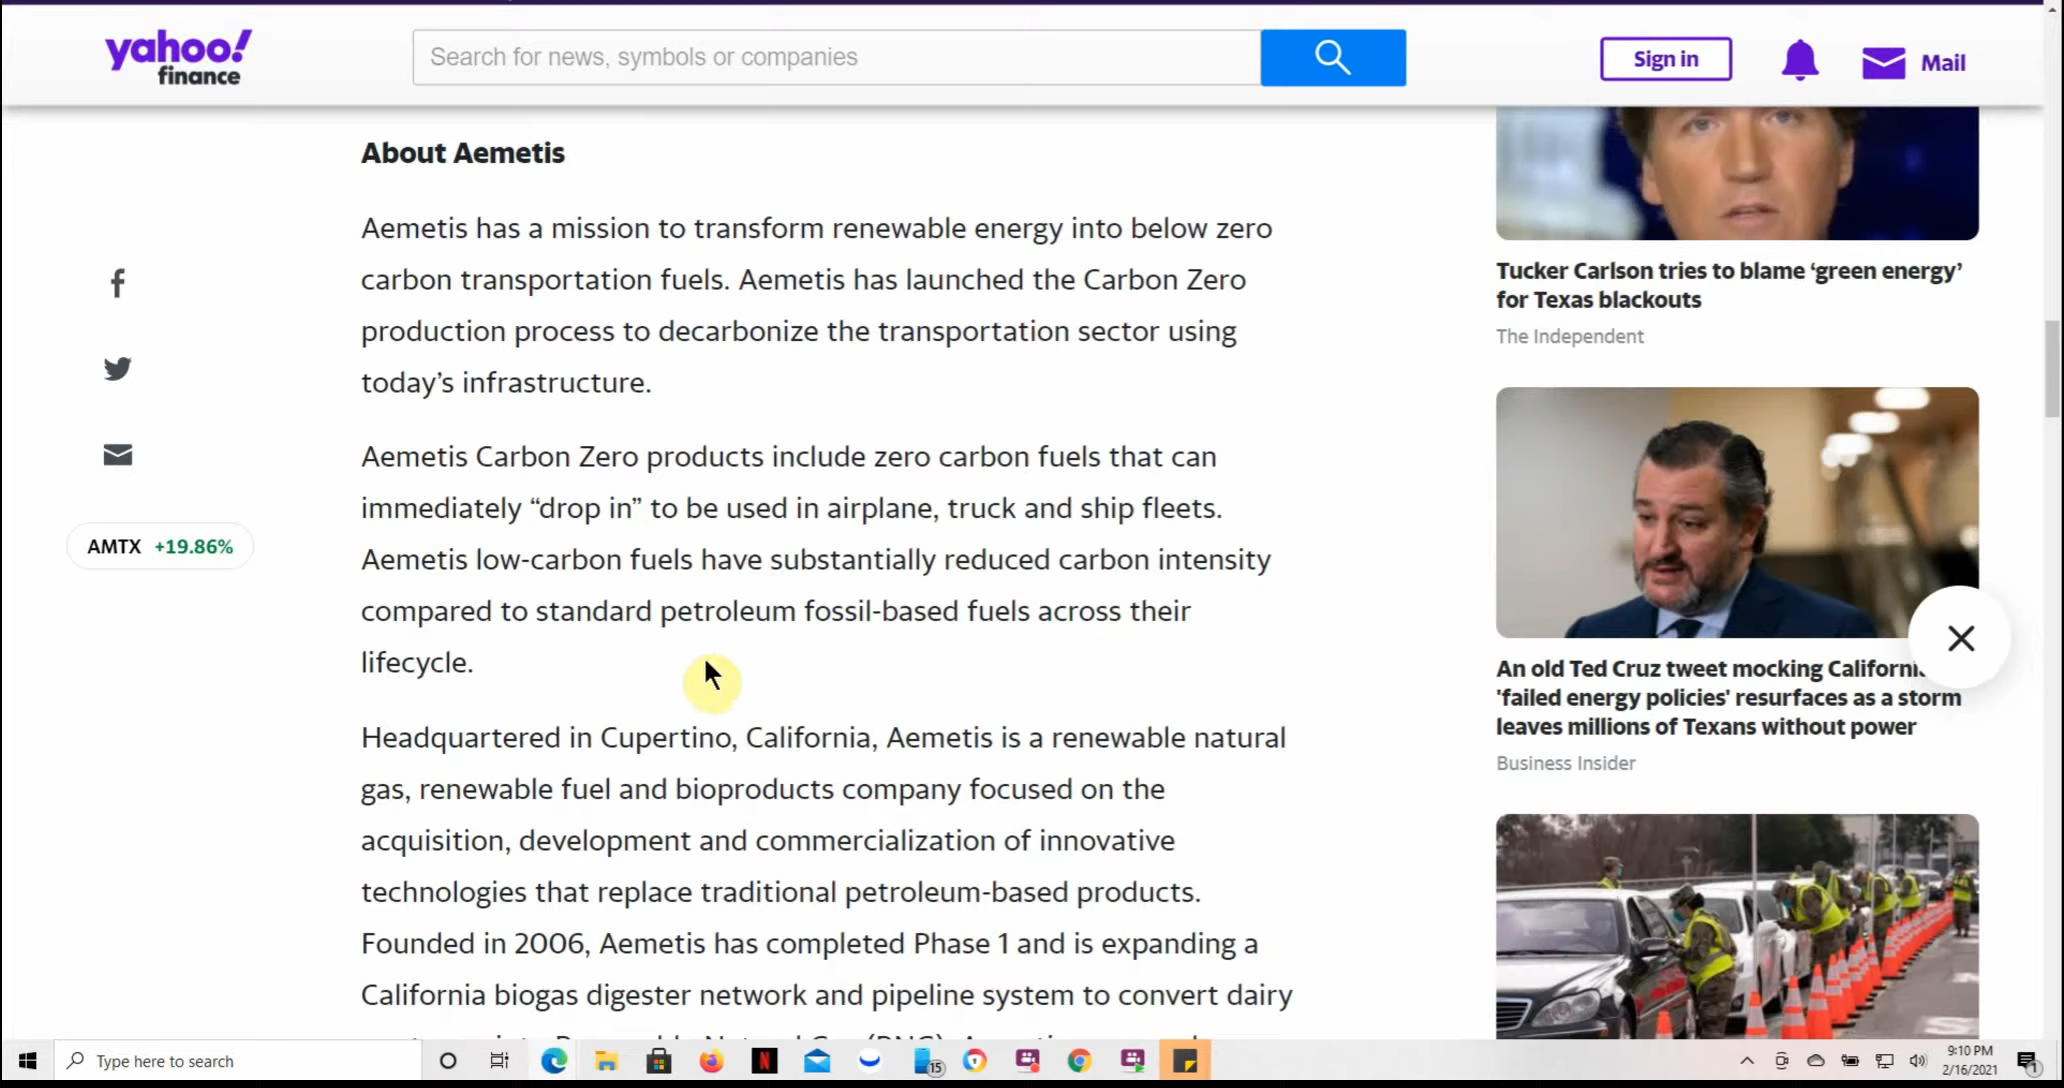 yahoo!
finance
Search for news, symbols or companies
Sign in
Mail
About Aemetis
Aemetis has a mission to transform renewable energy into below zero
carbon transportation fuels. Aemetis has launched the Carbon Zero
production process to decarbonize the transportation sector using
today’s infrastructure.
AMTX +19.86%
Aemetis Carbon Zero products include zero carbon fuels that can
immediately “drop in” to be used in airplane, truck and ship fleets.
Aemetis low-carbon fuels have substantially reduced carbon intensity
compared to standard petroleum fossil-based fuels across their
lifecycle.
Headquartered in Cupertino, California, Aemetis is a renewable natural
gas, renewable fuel and bioproducts company focused on the
acquisition, development and commercialization of innovative
technologies that replace traditional petroleum-based products.
Founded in 2006, Aemetis has completed Phase 1 and is expanding a
California biogas digester network and pipeline system to convert dairy
Tucker Carlson tries to blame ‘green energy’
for Texas blackouts
The Independent
An old Ted Cruz tweet mocking
'failed energy policies' resurfaces as a storm
leaves millions of Texans without power
Business Insider
Type here to search
15
9:10 PM
2/16/2021
1